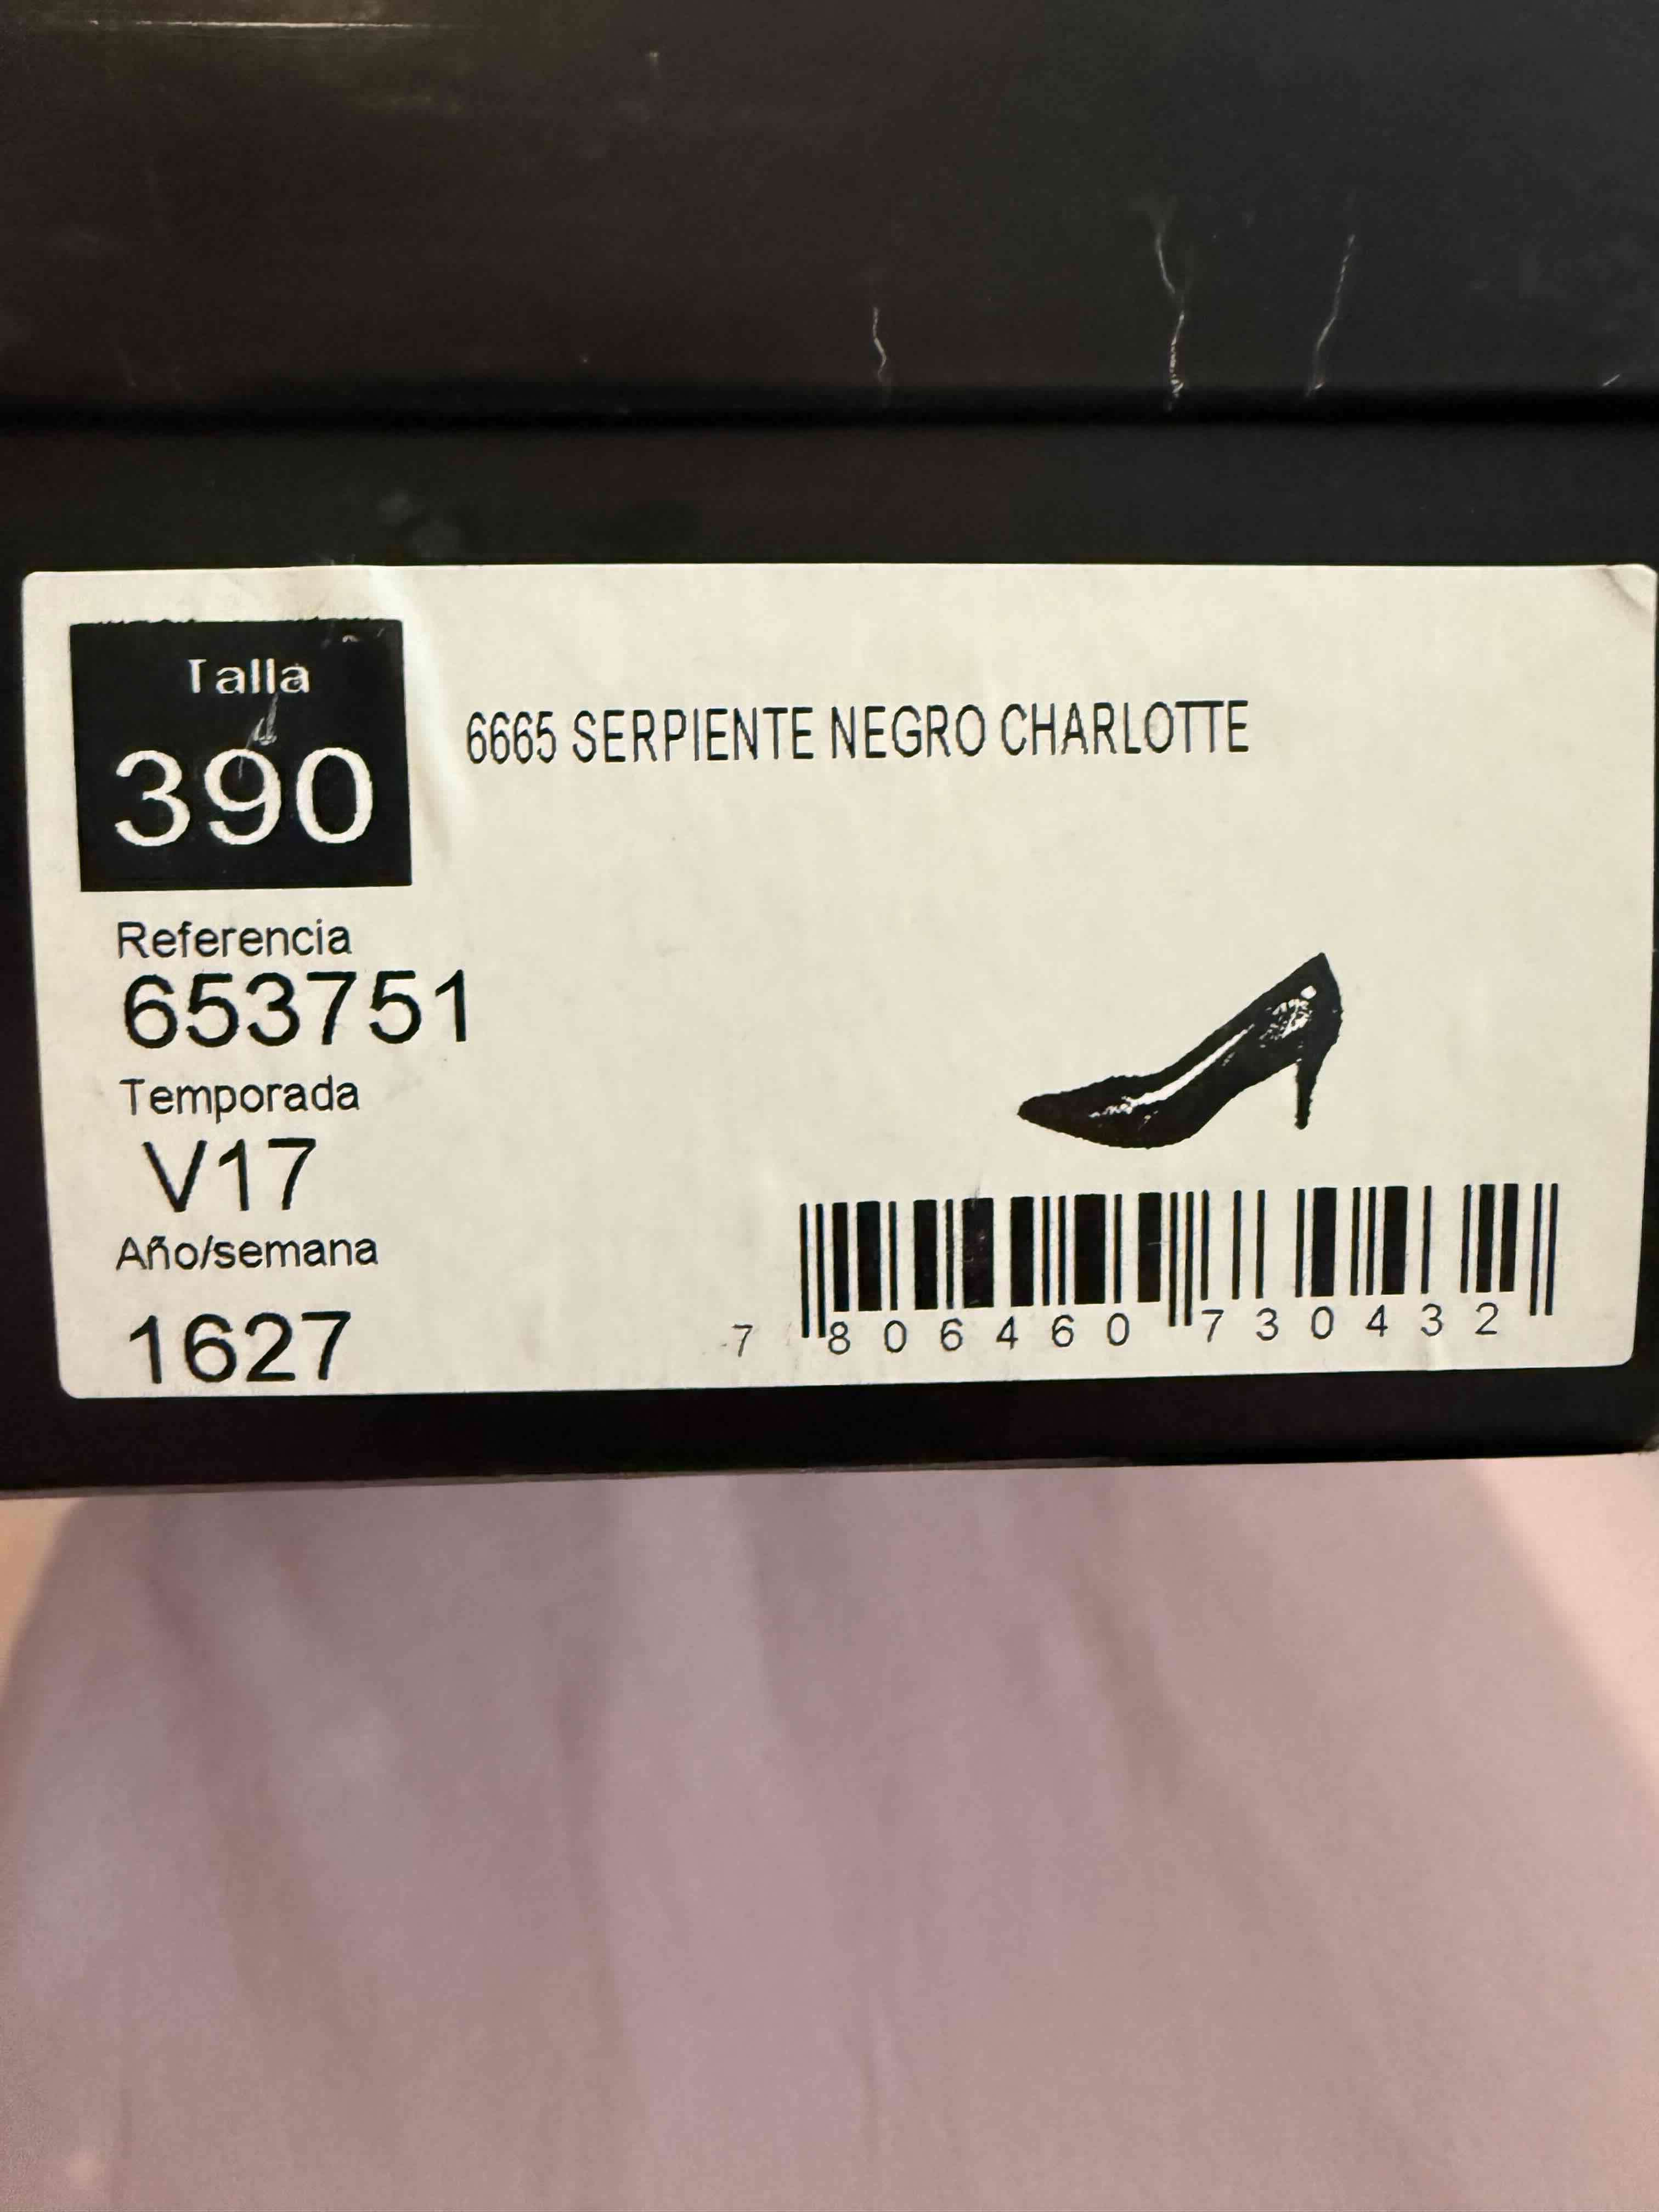 Talla
390
6665 SERPIENTE NEGRO CHARLOTTE
Referencia
653751
Temporada
V17
Año/semana
1627
7 806460 730432